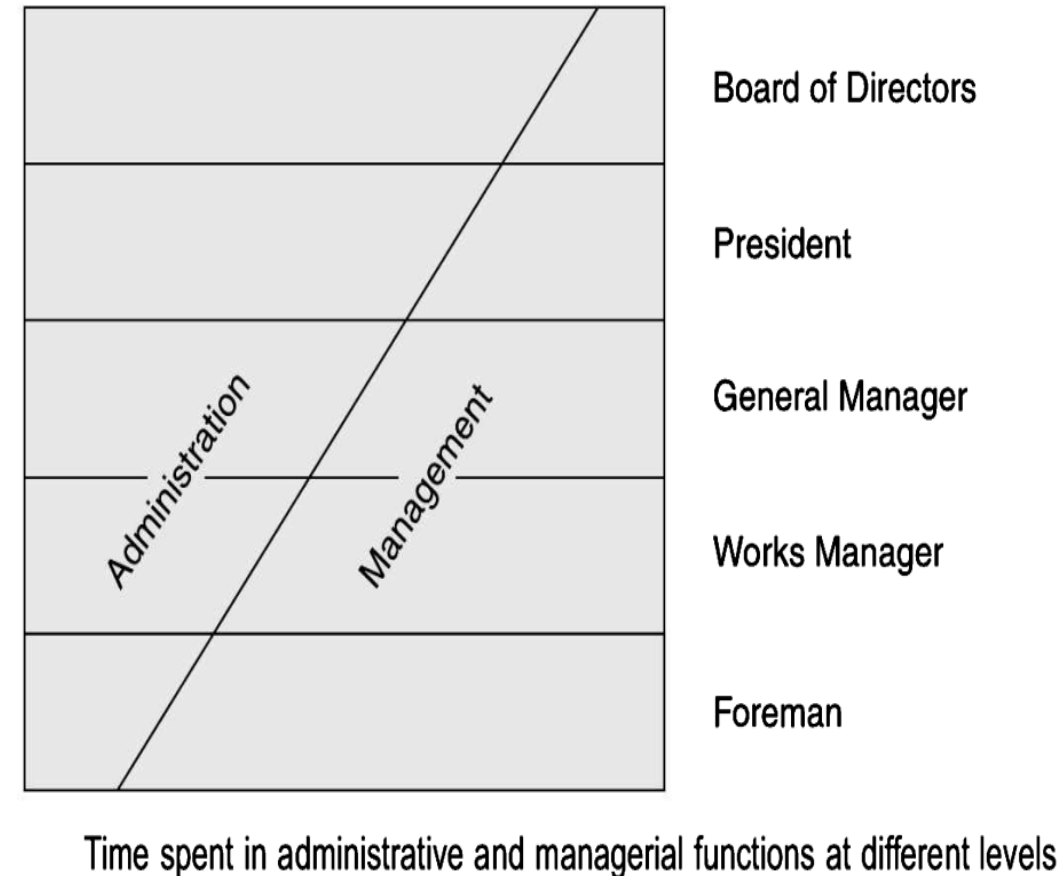 Board of Directors
President
General Manager
Administration
Management
Works Manager
Foreman
Time spent in administrative and managerial functions at different levels